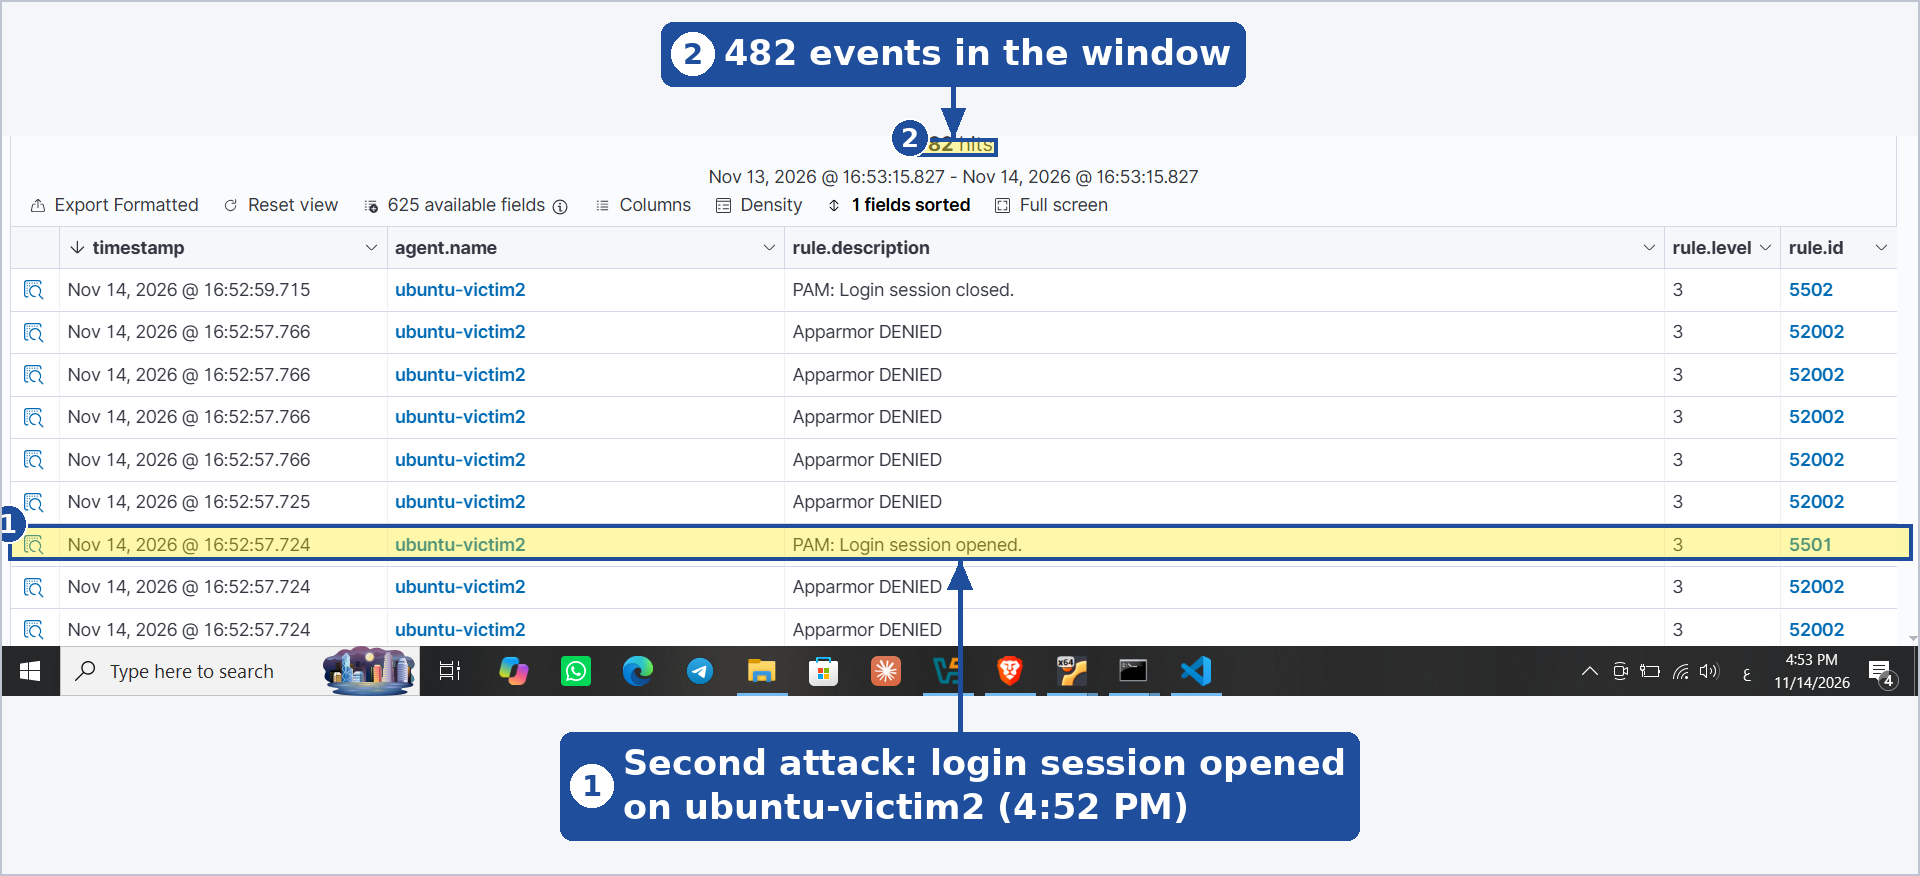 2 482 events in the window
2 82 hits
Nov 13, 2026 @ 16:53:15.827 - Nov 14, 2026 @ 16:53:15.827
Export Formatted Reset view 625 available fields Columns Density 1 fields sorted Full screen
timestamp agent.name rule.description rule.level rule.id
Nov 14, 2026 @ 16:52:59.715 ubuntu-victim2 PAM: Login session closed. 3 5502
Nov 14, 2026 @ 16:52:57.766 ubuntu-victim2 Apparmor DENIED 3 52002
Nov 14, 2026 @ 16:52:57.766 ubuntu-victim2 Apparmor DENIED 3 52002
Nov 14, 2026 @ 16:52:57.766 ubuntu-victim2 Apparmor DENIED 3 52002
Nov 14, 2026 @ 16:52:57.766 ubuntu-victim2 Apparmor DENIED 3 52002
Nov 14, 2026 @ 16:52:57.725 ubuntu-victim2 Apparmor DENIED 3 52002
1 Nov 14, 2026 @ 16:52:57.724 ubuntu-victim2 PAM: Login session opened. 3 5501
Nov 14, 2026 @ 16:52:57.724 ubuntu-victim2 Apparmor DENIED 3 52002
Nov 14, 2026 @ 16:52:57.724 ubuntu-victim2 Apparmor DENIED 3 52002
Type here to search x64 ع 4:53 PM
11/14/2026 4
1 Second attack: login session opened
on ubuntu-victim2 (4:52 PM)